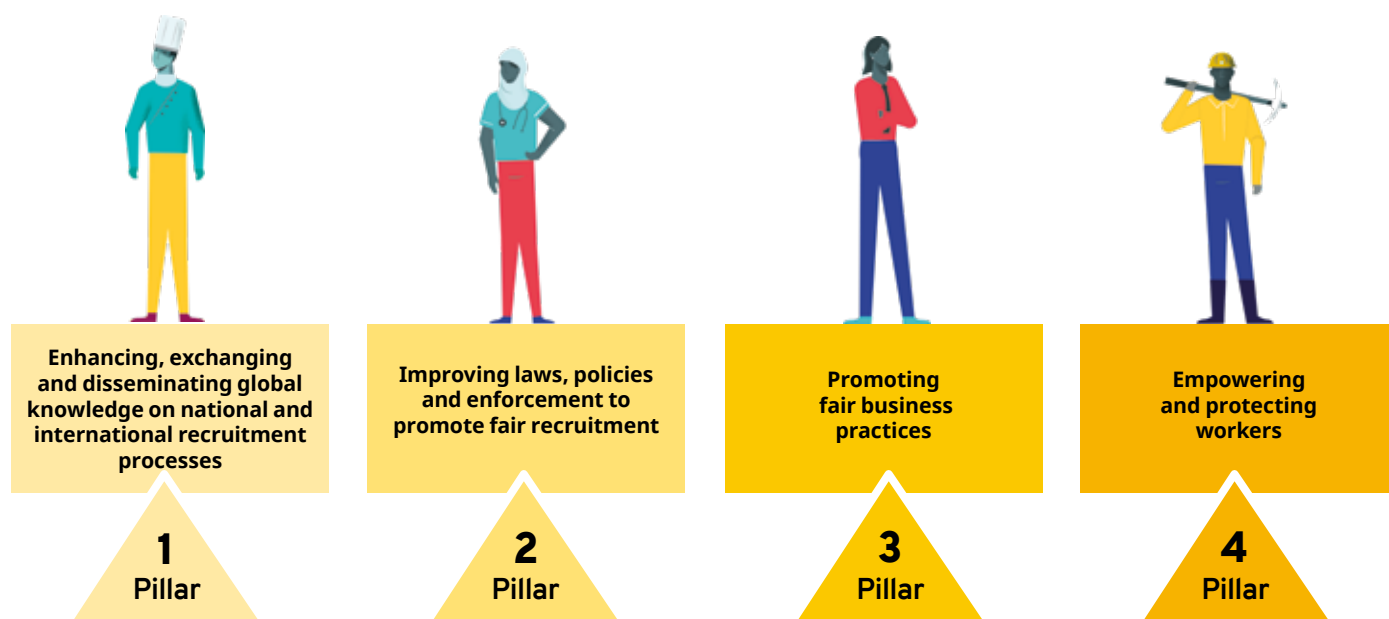 Enhancing, exchanging
and disseminating global
knowledge on national and
international recruitment
processes
1
Pillar
Improving laws, policies
and enforcement to
promote fair recruitment
2
Pillar
Promoting
fair business
practices
3
Pillar
Empowering
and protecting
workers
4
Pillar